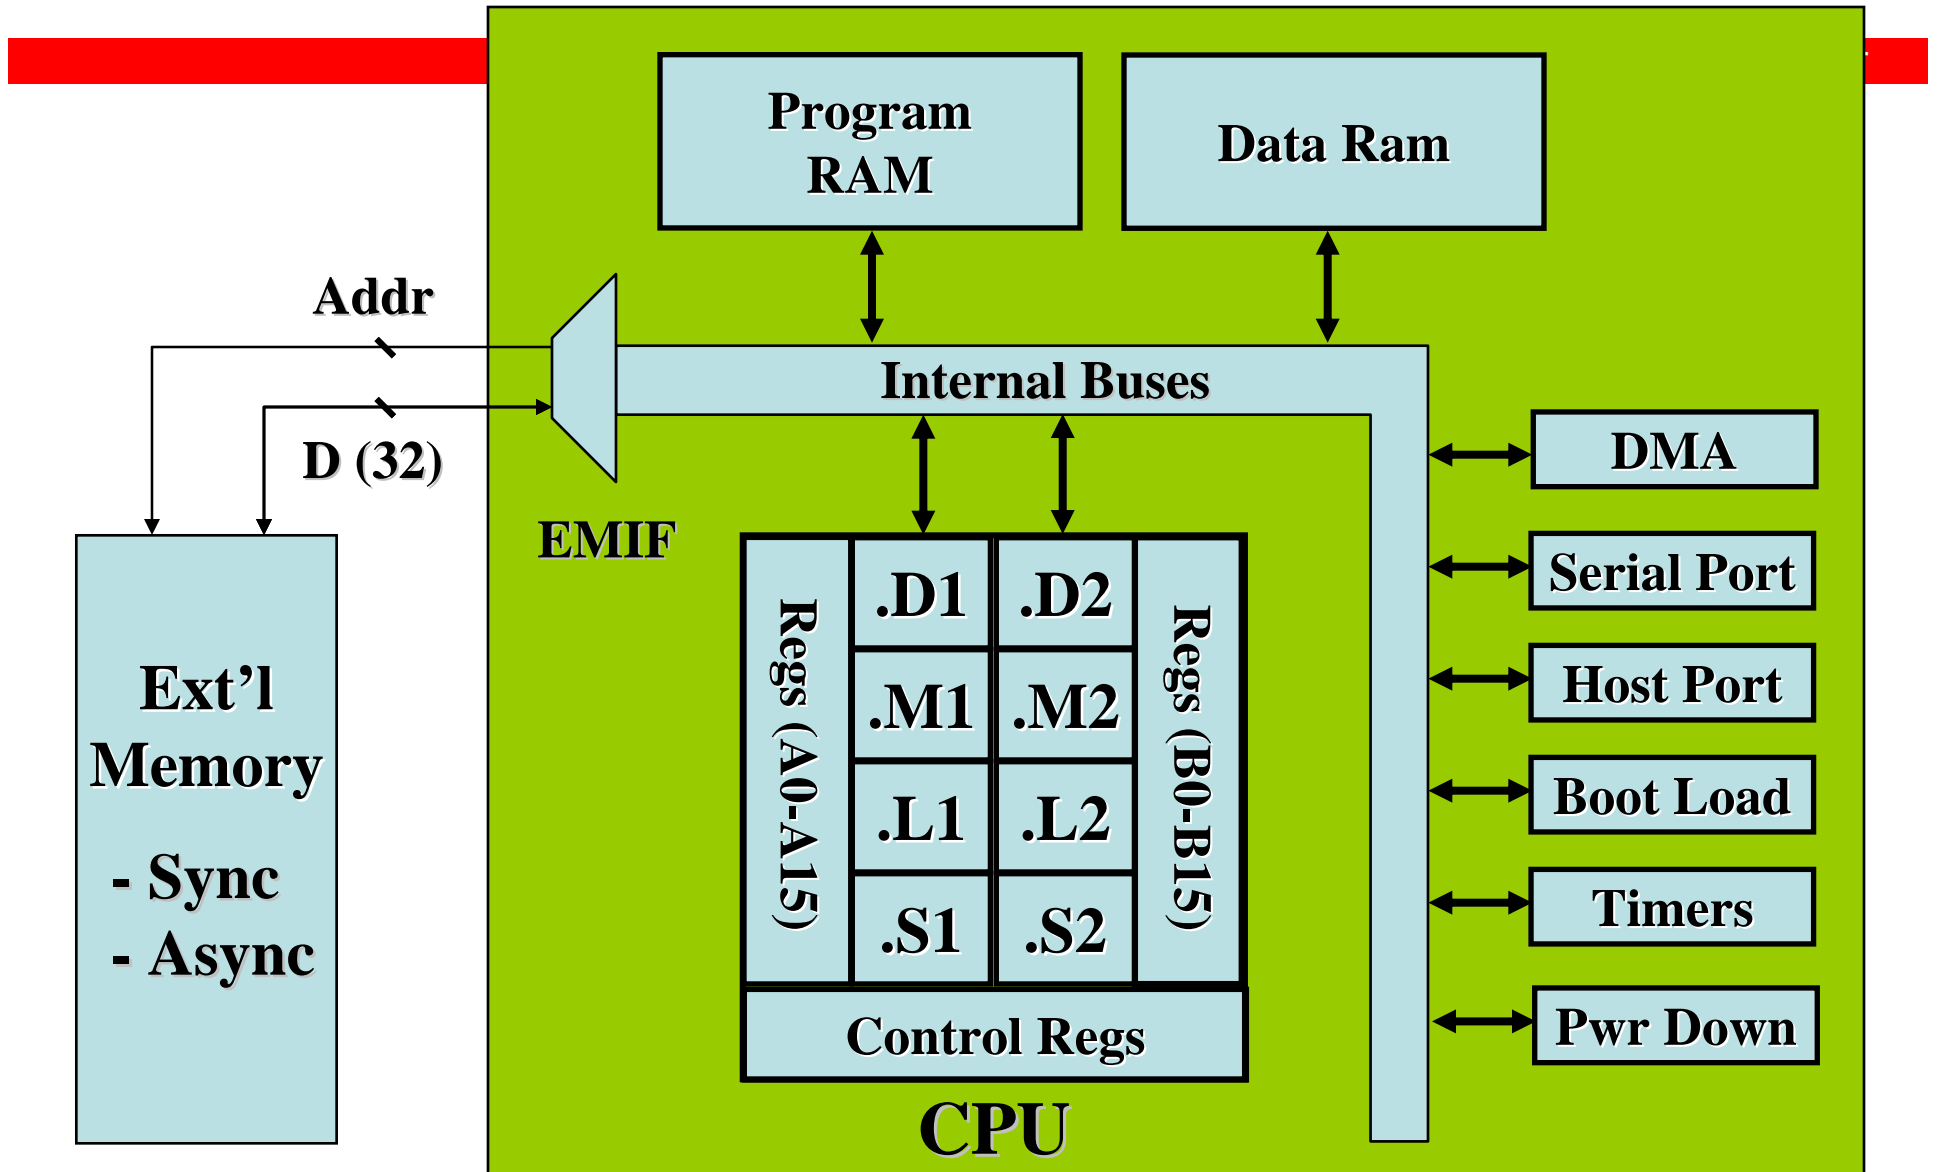 Program
RAM
Data Ram
Addr
Internal Buses
D (32)
EMIF
DMA
Serial Port
Host Port
Boot Load
Timers
Pwr Down
Ext’l
Memory
- Sync
- Async
Regs (A0-A15)
.D1
.D2
.M1
.M2
.L1
.L2
.S1
.S2
Regs (B0-B15)
Control Regs
CPU